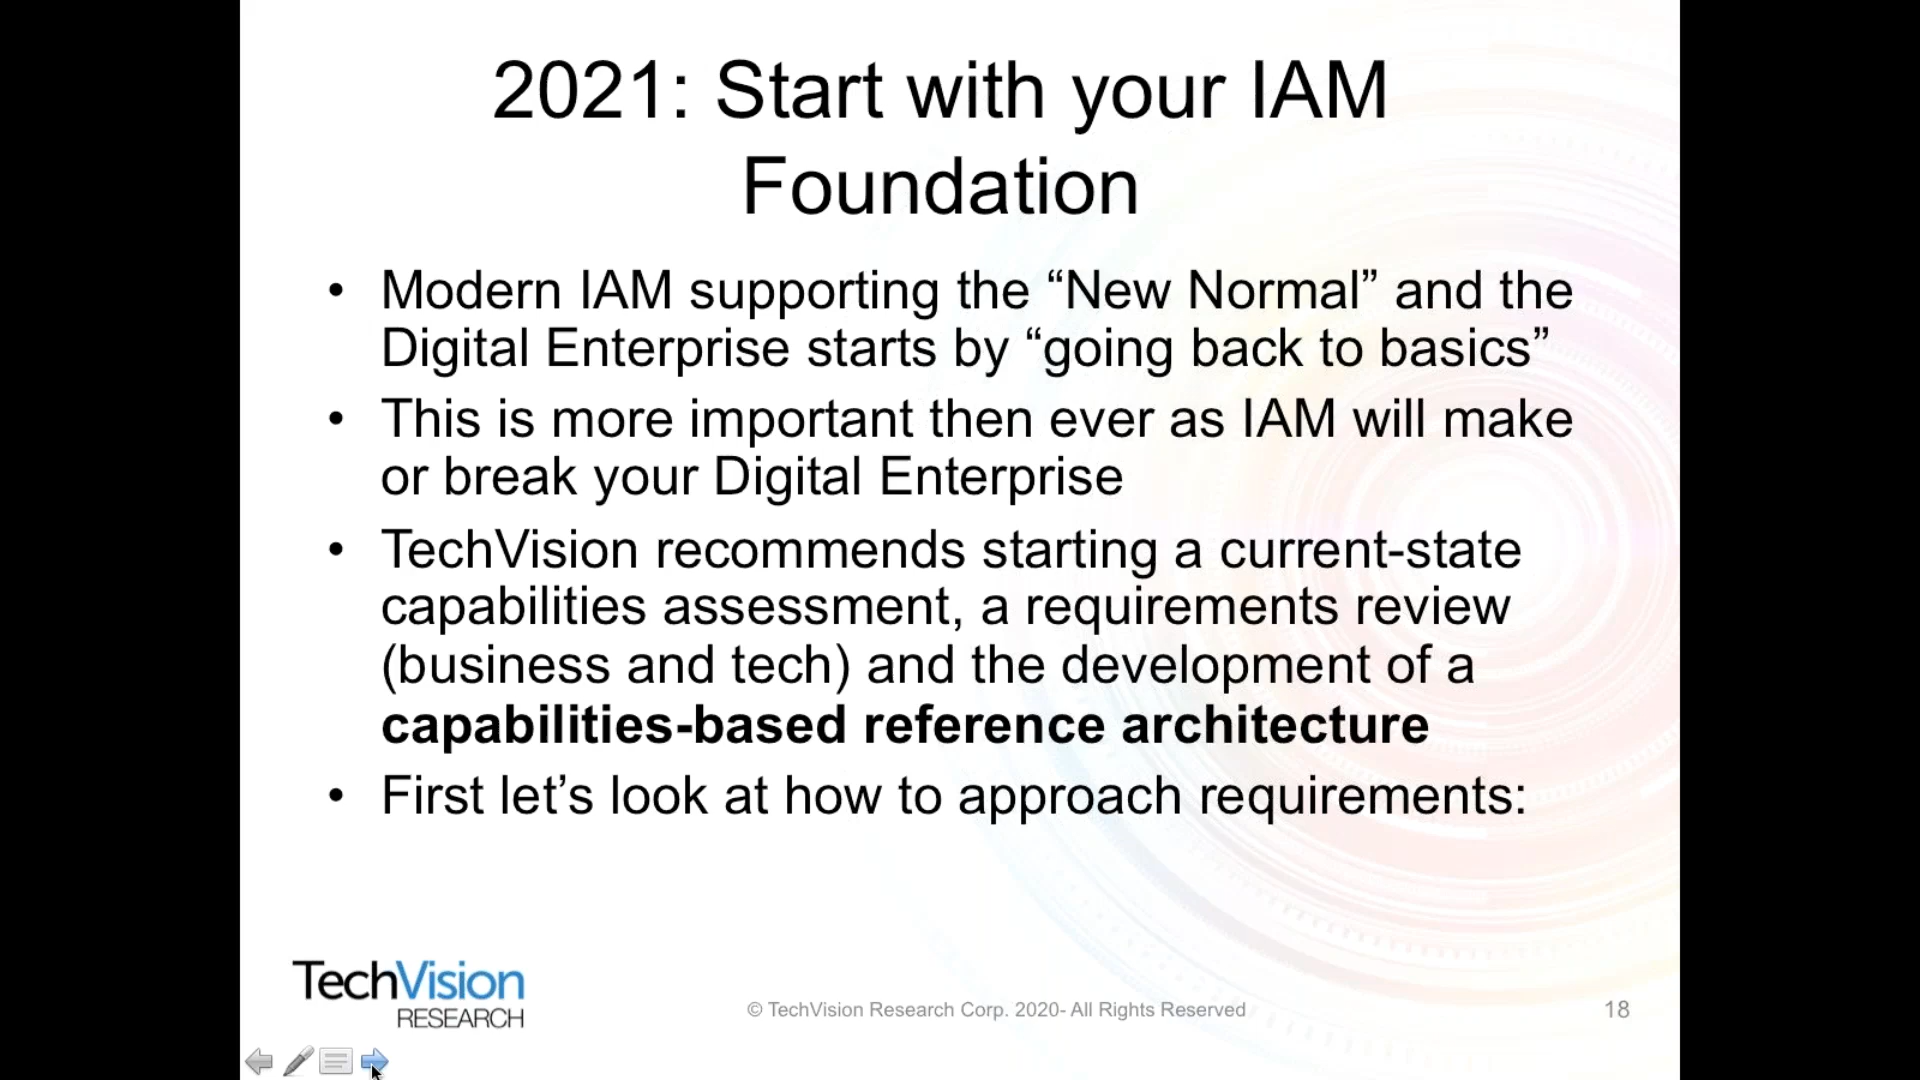 2021: Start with your IAM
Foundation
• Modern IAM supporting the “New Normal” and the
Digital Enterprise starts by “going back to basics”
• This is more important then ever as IAM will make
or break your Digital Enterprise
• TechVision recommends starting a current-state
capabilities assessment, a requirements review
(business and tech) and the development of a
capabilities-based reference architecture
• First let’s look at how to approach requirements:
TechVision
RESEARCH
© TechVision Research Corp. 2020- All Rights Reserved
18